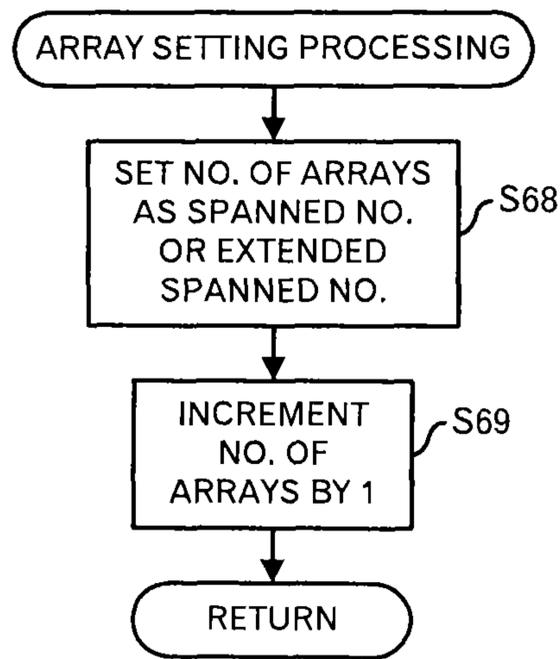 ARRAY SETTING PROCESSING
SET NO. OF ARRAYS
AS SPANNED NO.
OR EXTENDED
SPANNED NO.
S68
INCREMENT
NO. OF
ARRAYS BY 1
S69
RETURN